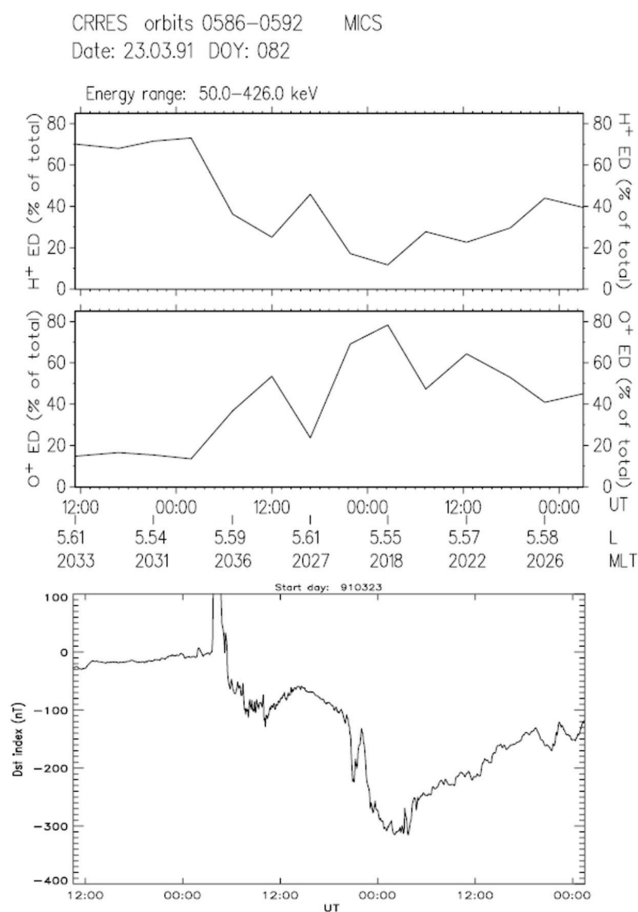 CRRES orbits 0586-0592 MICS
Date: 23.03.91 DOY: 082
Energy range: 50.0-426.0 keV
H+ ED (% of total)
80
60
40
20
0
80
60
40
20
0
H+ ED (% of total)
O+ ED (% of total)
80
60
40
20
0
80
60
40
20
0
O+ ED (% of total)
12:00 00:00 12:00 00:00 12:00 UT
5.61 5.54 5.59 5.61 5.55 5.57 5.58 L
2033 2031 2036 2027 2018 2022 2026 MLT
Start day: 910323
Dst Index (nT)
100
0
-100
-200
-300
-400
12:00 00:00 12:00 00:00 12:00 00:00
UT